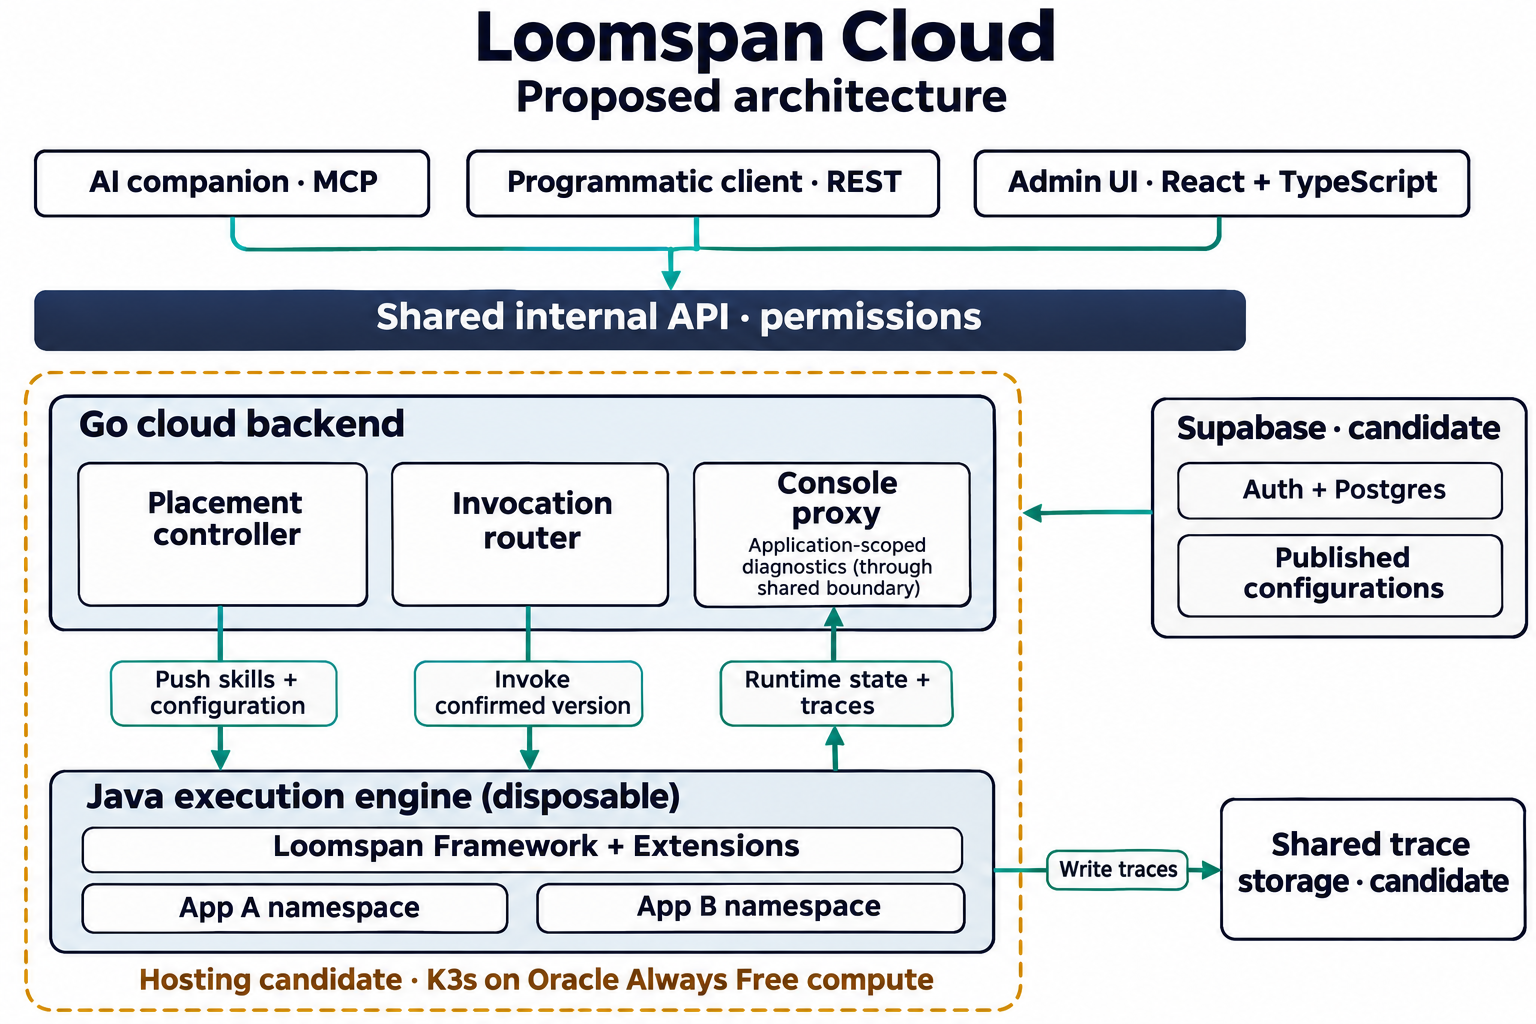 Loomspan Cloud
Proposed architecture
AI companion · MCP
Programmatic client · REST
Admin UI · React + TypeScript
Shared internal API · permissions
Go cloud backend
Placement
controller
Invocation
router
Console
proxy
Application-scoped
diagnostics (through
shared boundary)
Supabase · candidate
Auth + Postgres
Published
configurations
Push skills +
configuration
Invoke
confirmed version
Runtime state +
traces
Java execution engine (disposable)
Loomspan Framework + Extensions
App A namespace
App B namespace
Write traces
Shared trace
storage · candidate
Hosting candidate · K3s on Oracle Always Free compute